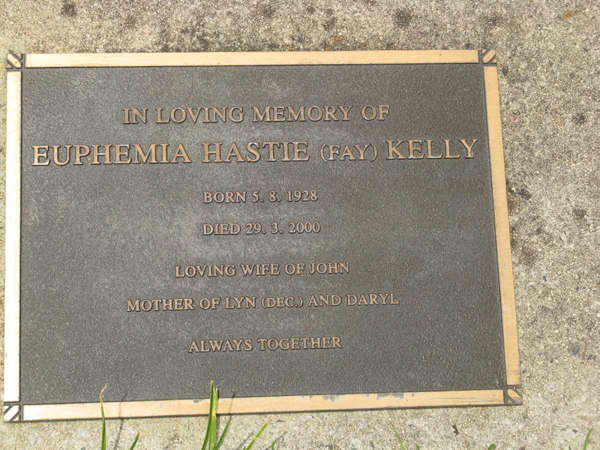 IN LOVING MEMORY OF
EUPHEMIA HASTIE (FAY) KELLY
BORN 5. 8. 1928
DIED 29. 3. 2000
LOVING WIFE OF JOHN
MOTHER OF LYN (DEC.) AND DARYL
ALWAYS TOGETHER